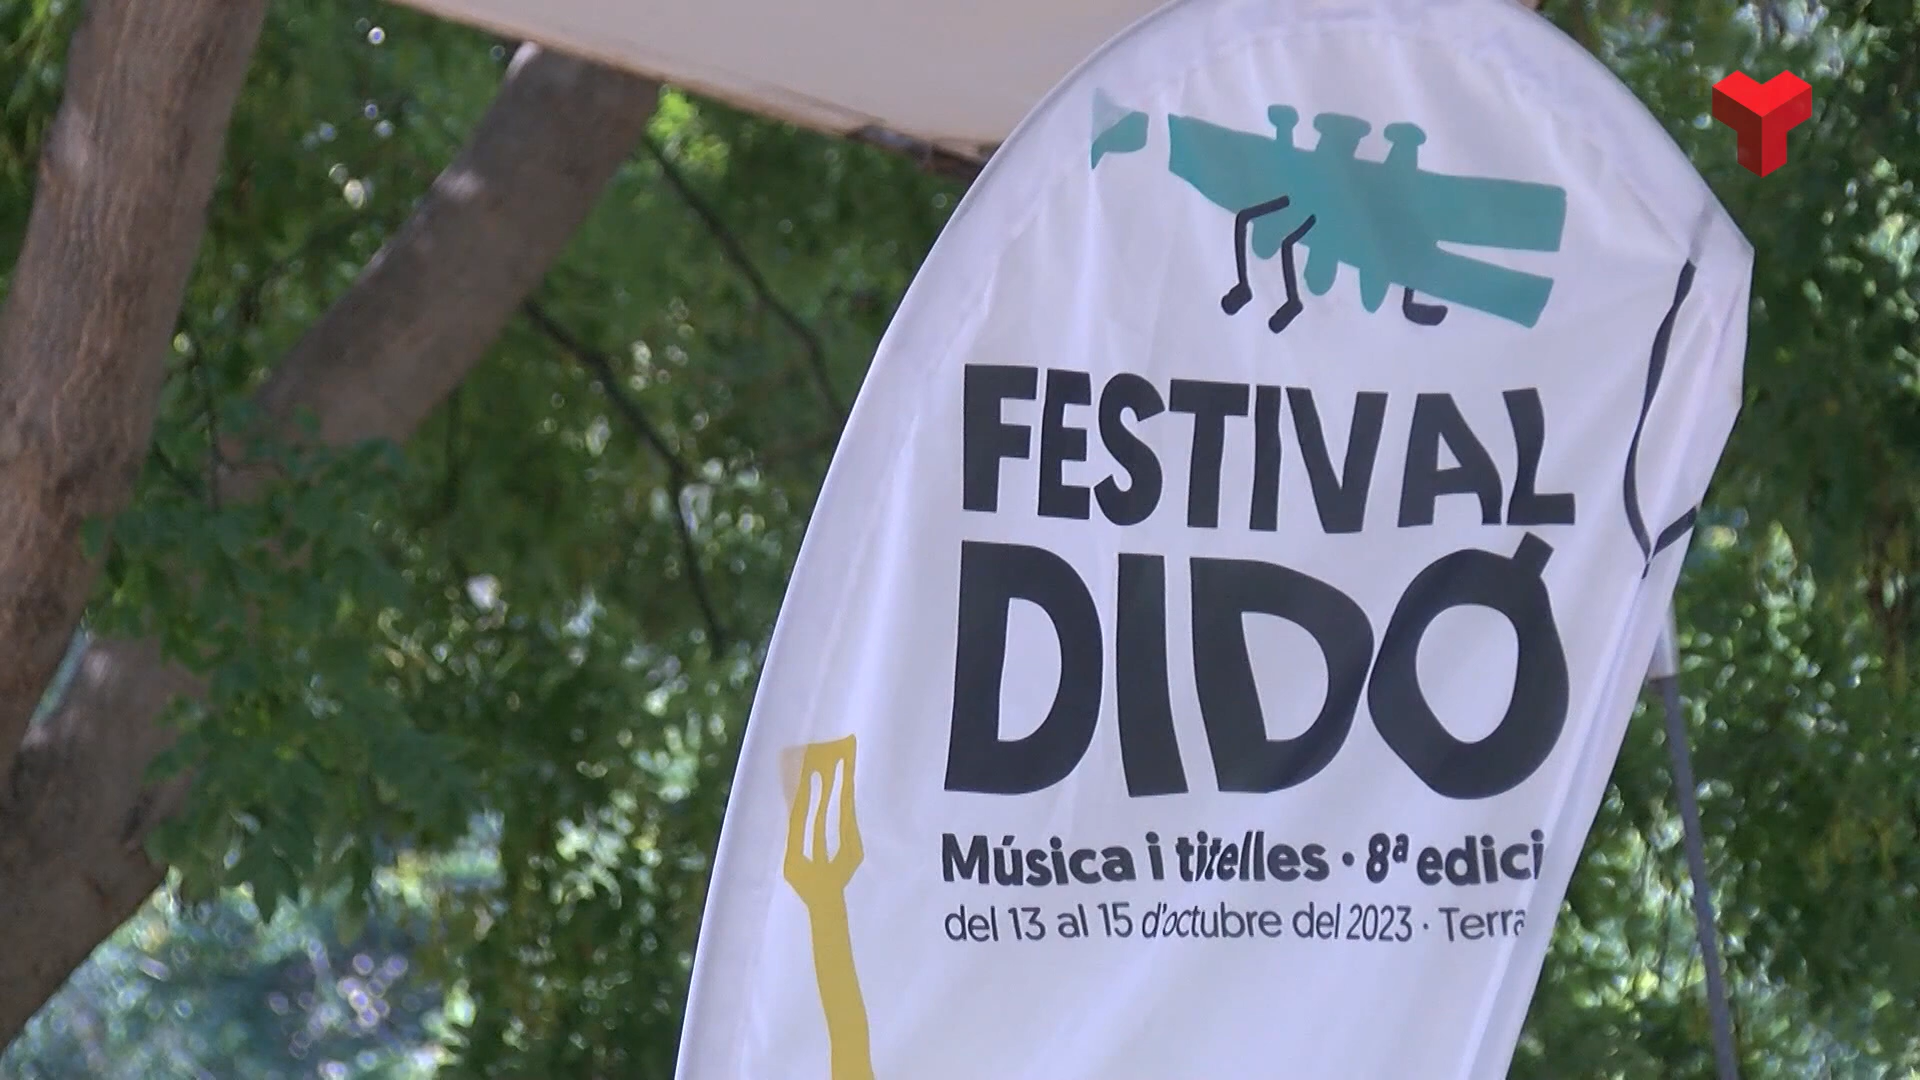 FESTIVAL
DIDÓ
Música i titelles · 8ª edici
del 13 al 15 d'octubre del 2023 · Terra